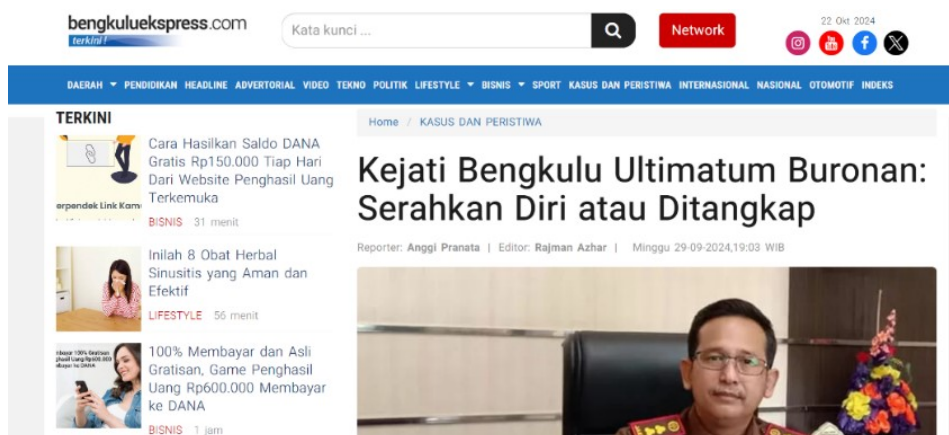 bengkuluekspress.com
terkini !
Kata kunci ...
Network
22 Okt 2024
DAERAH PENDIDIKAN HEADLINE ADVERTORIAL VIDEO TEKNO POLITIK LIFESTYLE BISNIS SPORT KASUS DAN PERISTIWA INTERNASIONAL NASIONAL OTOMOTIF INDEKS
TERKINI
erpendek Link Kam
Cara Hasilkan Saldo DANA
Gratis Rp150.000 Tiap Hari
Dari Website Penghasil Uang
Terkemuka
BISNIS 31 menit
Inilah 8 Obat Herbal
Sinusitis yang Aman dan
Efektif
LIFESTYLE 56 menit
100% Membayar dan Asli
Gratisan, Game Penghasil
Uang Rp600.000 Membayar
ke DANA
BISNIS 1 jam
Home / KASUS DAN PERISTIWA
Kejati Bengkulu Ultimatum Buronan:
Serahkan Diri atau Ditangkap
Reporter: Anggi Pranata | Editor: Rajman Azhar | Minggu 29-09-2024,19:03 WIB